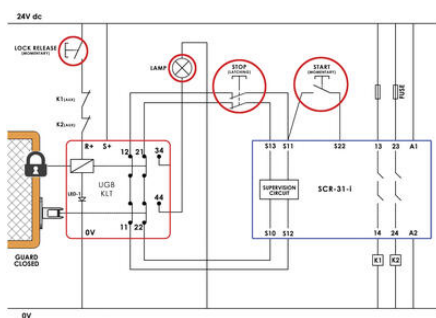 24V dc
LOCK RELEASE
(MOMENTARY)
LAMP
STOP
(LATCHING)
START
(MOMENTARY)
FUSE
K1(AUX)
K2(AUX)
R+ S+
12 21 34
S13 S11 S22 13 23 A1
LED-1
UGB
KLT
44
SUPERVISION
CIRCUIT
SCR-31-i
0V
11 22
S10 S12 14 24 A2
GUARD
CLOSED
K1 K2
0V